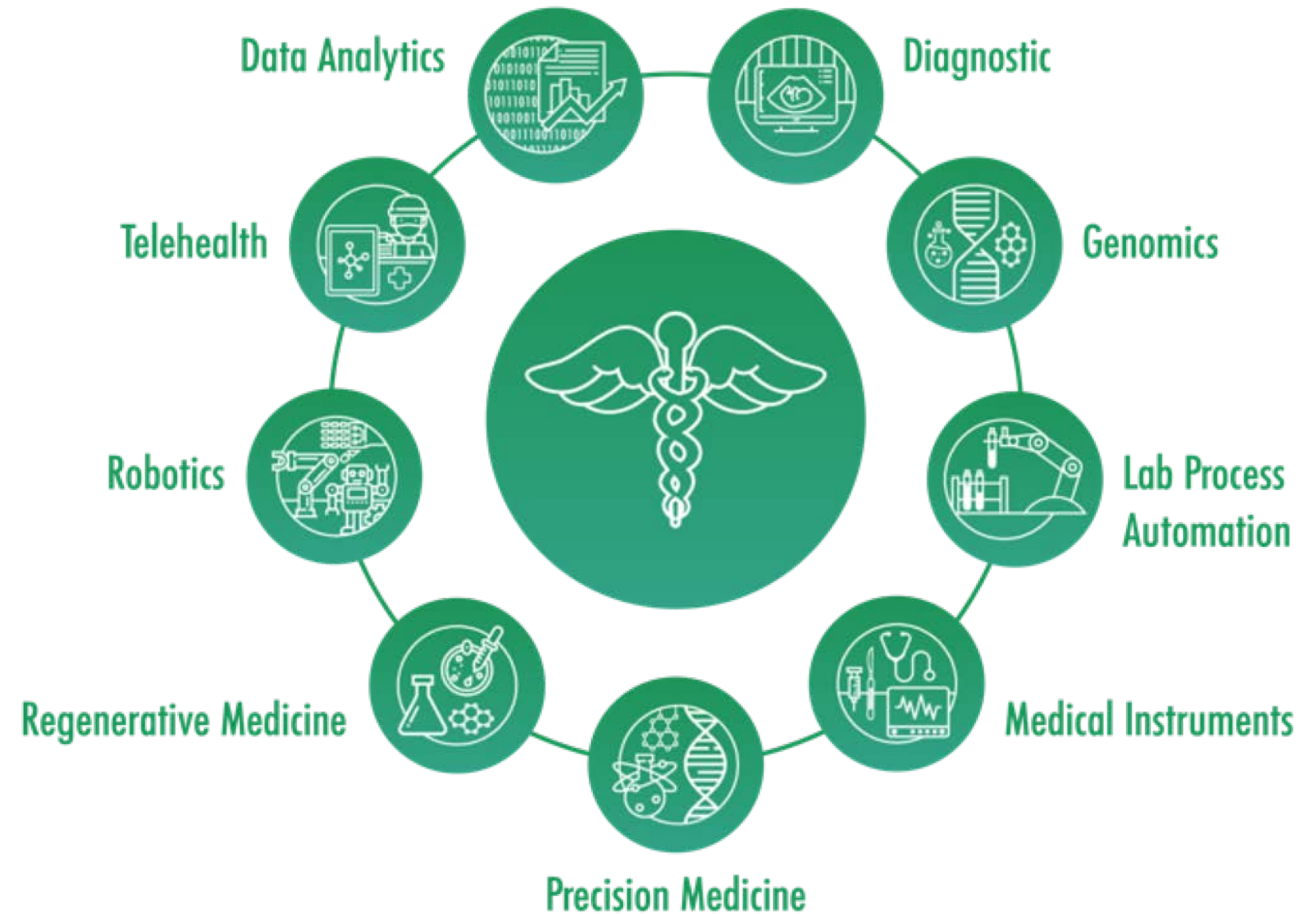 Data Analytics
Diagnostic
Telehealth
Genomics
Robotics
Lab Process
Automation
Regenerative Medicine
Medical Instruments
Precision Medicine